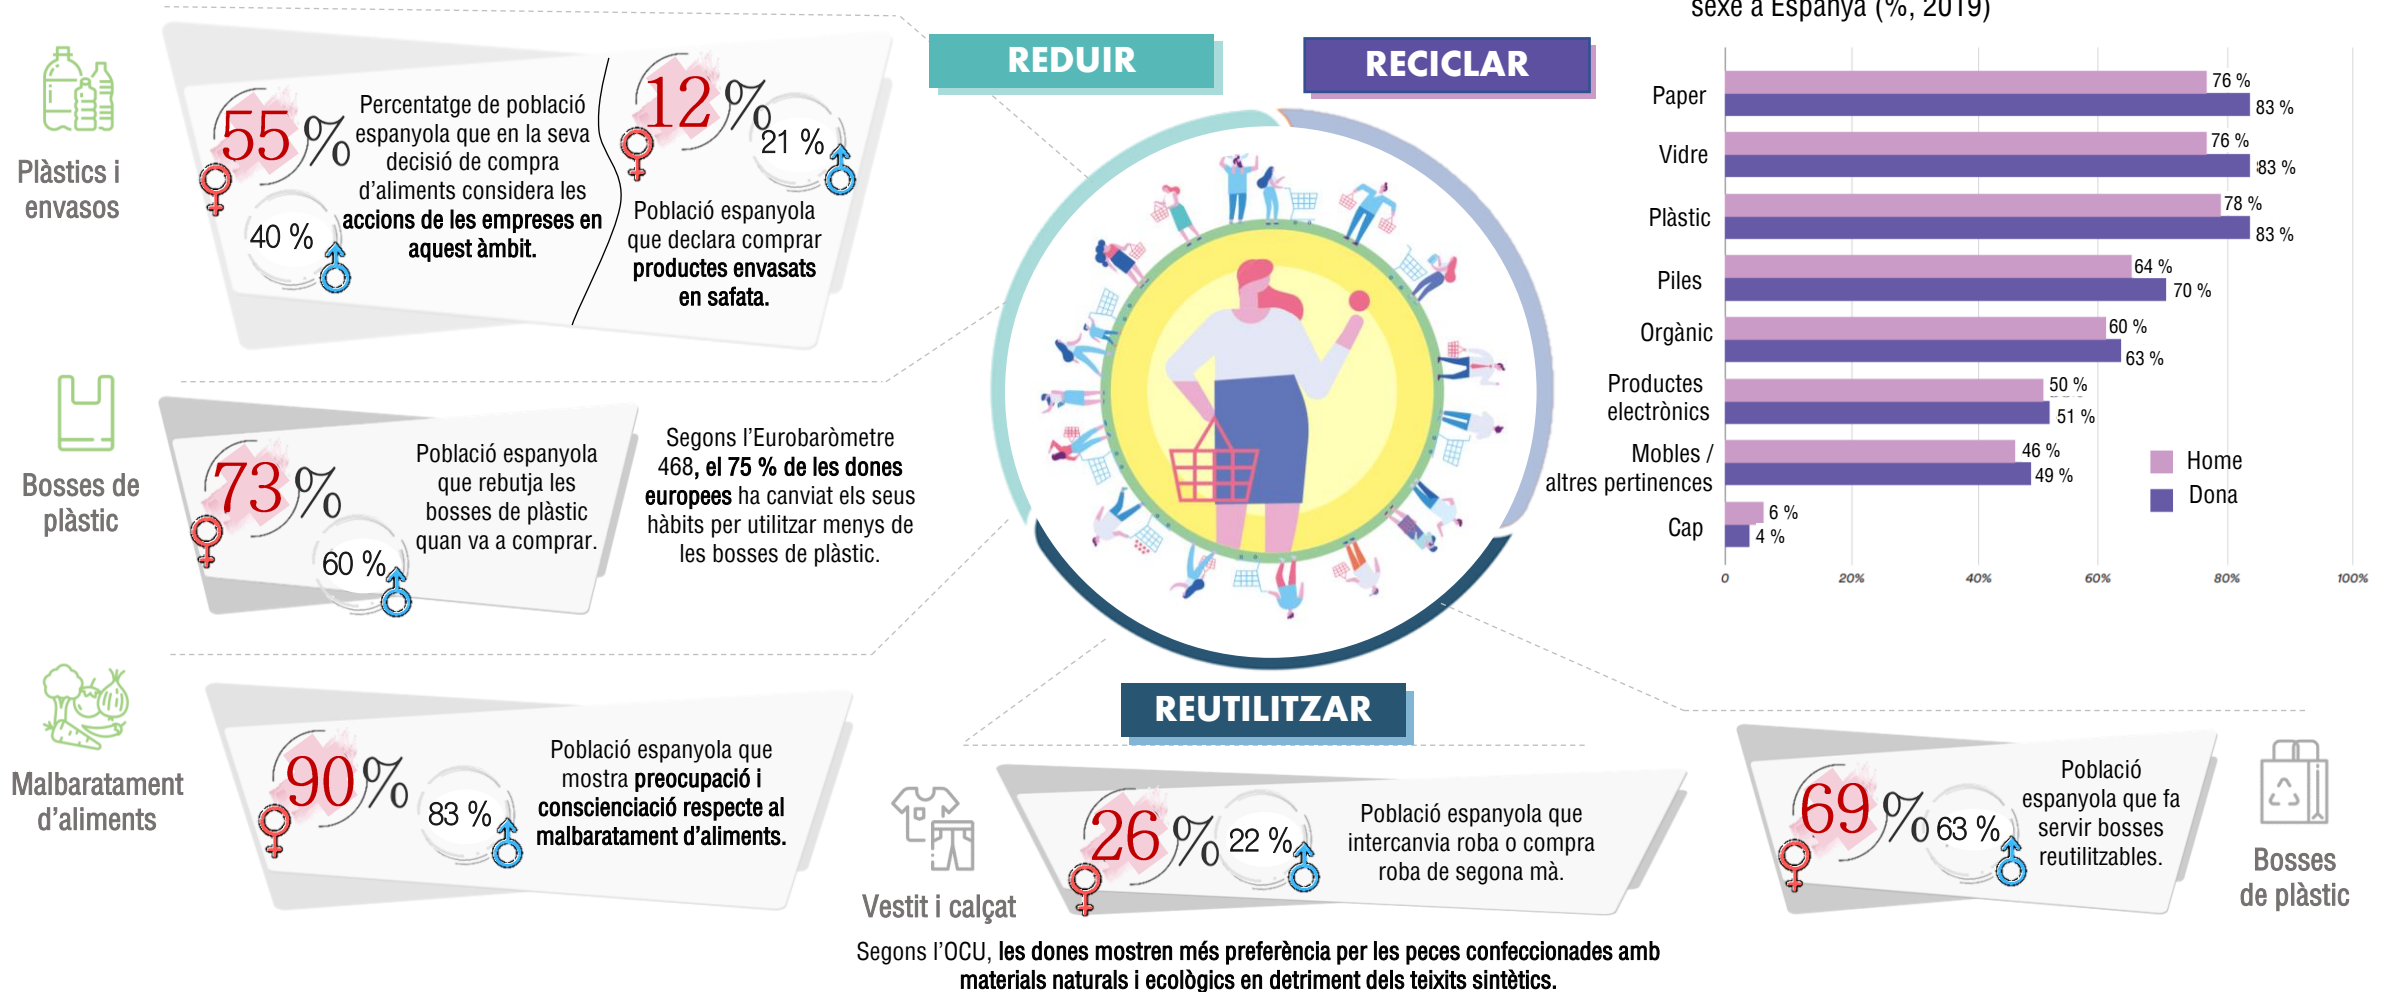 REDUIR
Plàstics i
envasos
55 %
40 %
Percentatge de població
espanyola que en la seva
decisió de compra
d’aliments considera les
accions de les empreses en
aquest àmbit.
12 %
21 %
Població espanyola
que declara comprar
productes envasats
en safata.
Bosses de
plàstic
73 %
60 %
Població espanyola
que rebutja les
bosses de plàstic
quan va a comprar.
Segons l’Eurobaròmetre
468, el 75 % de les dones
europees ha canviat els seus
hàbits per utilitzar menys de
les bosses de plàstic.
Malbaratament
d’aliments
90 %
83 %
Població espanyola que
mostra preocupació i
conscienciació respecte al
malbaratament d’aliments.
RECICLAR
sexe a Espanya (%, 2019)
Paper
76 %
83 %
Vidre
76 %
83 %
Plàstic
78 %
83 %
Piles
64 %
70 %
Orgànic
60 %
63 %
Productes
electrònics
50 %
51 %
Mobles /
altres pertinences
46 %
49 %
Cap
6 %
4 %
Home
Dona
0 20% 40% 60% 80% 100%
REUTILITZAR
Vestit i calçat
26 %
22 %
Població espanyola que
intercanvia roba o compra
roba de segona mà.
Segons l’OCU, les dones mostren més preferència per les peces confeccionades amb
materials naturals i ecològics en detriment dels teixits sintètics.
69 %
63 %
Població
espanyola que fa
servir bosses
reutilitzables.
Bosses
de plàstic